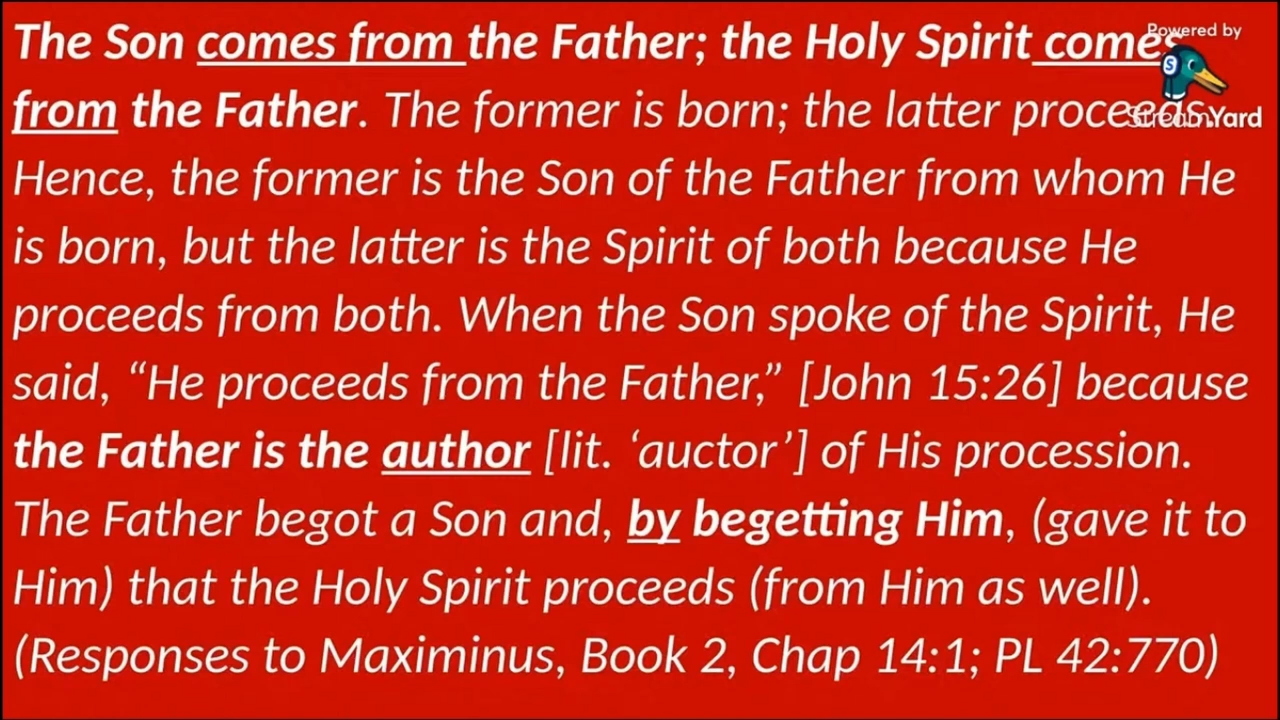 The Son comes from the Father; the Holy Spirit comes
from the Father. The former is born; the latter proceeds.
Hence, the former is the Son of the Father from whom He
is born, but the latter is the Spirit of both because He
proceeds from both. When the Son spoke of the Spirit, He
said, “He proceeds from the Father,” [John 15:26] because
the Father is the author [lit. ‘auctor’] of His procession.
The Father begot a Son and, by begetting Him, (gave it to
Him) that the Holy Spirit proceeds (from Him as well).
(Responses to Maximinus, Book 2, Chap 14:1; PL 42:770)
Powered by
StreamYard